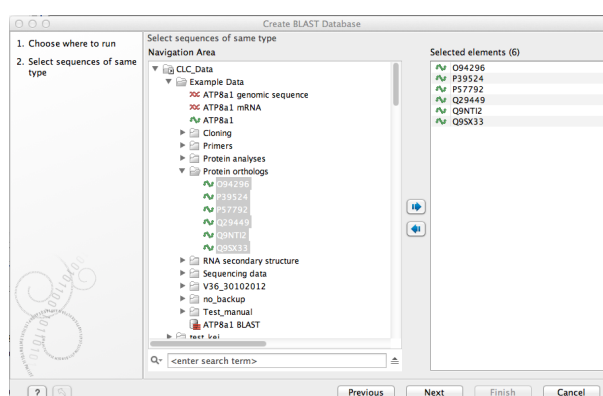 Create BLAST Database
1. Choose where to run
2. Select sequences of same
type
Select sequences of same type
Navigation Area
CLC_Data
Example Data
ATP8a1 genomic sequence
ATP8a1 mRNA
ATP8a1
Cloning
Primers
Protein analyses
Protein orthologs
O94296
P39524
P57792
Q29449
Q9NTI2
Q9SX33
RNA secondary structure
Sequencing data
V36_30102012
no_backup
Test_manual
ATP8a1 BLAST
<enter search term>
Selected elements (6)
O94296
P39524
P57792
Q29449
Q9NTI2
Q9SX33
?
Previous
Next
Finish
Cancel